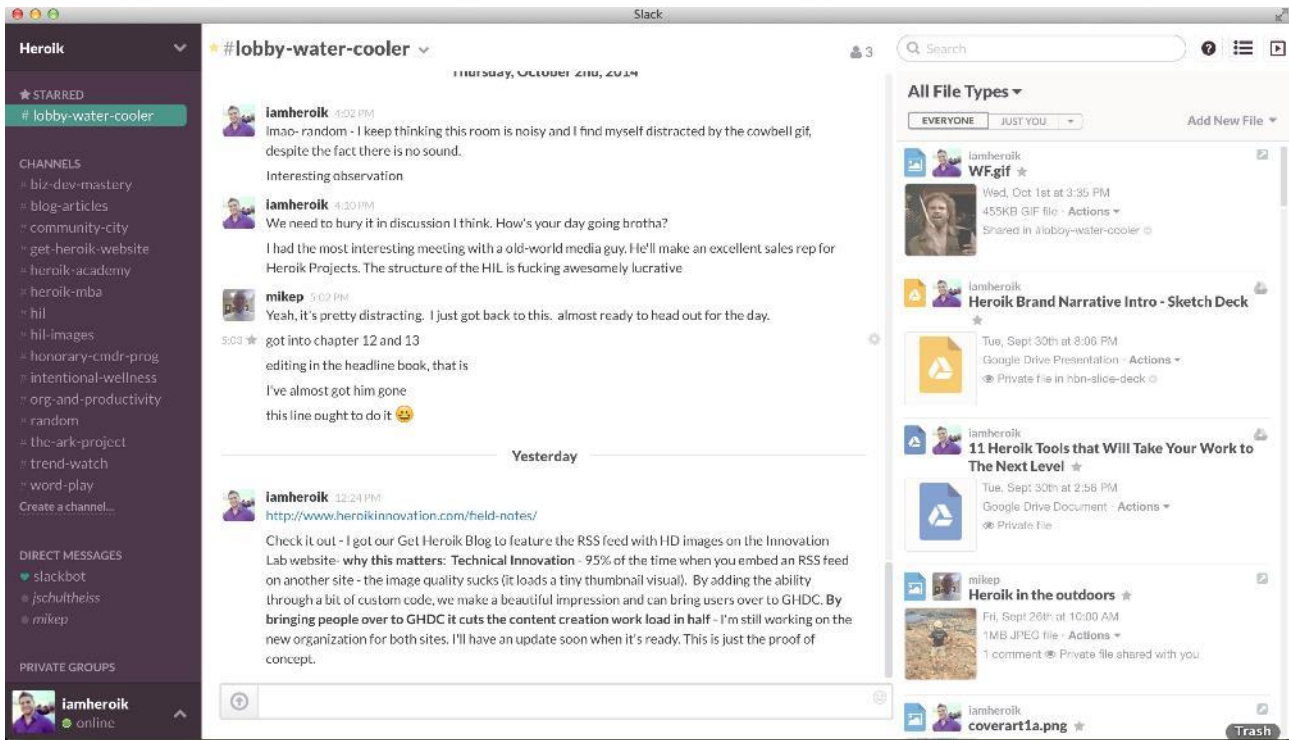 Slack
Heroik
STARRED
# lobby-water-cooler
CHANNELS
# biz-dev-mastery
# blog-articles
# community-city
# get-heroik-website
# heroik-academy
# heroik-mba
# hil
# hil-images
# honorary-cmdr-prog
# intentional-wellness
# org-and-productivity
# random
# the-ark-project
# trend-watch
# word-play
Create a channel...
DIRECT MESSAGES
slackbot
jschultheiss
mikep
PRIVATE GROUPS
iamheroik
online
#lobby-water-cooler
3
Thursday, October 2nd, 2014
iamheroik 4:02 PM
lmao- random - I keep thinking this room is noisy and I find myself distracted by the cowbell gif,
despite the fact there is no sound.
Interesting observation
iamheroik 4:10 PM
We need to bury it in discussion I think. How's your day going brotha?
I had the most interesting meeting with a old-world media guy. He'll make an excellent sales rep for
Heroik Projects. The structure of the HIL is fucking awesomely lucrative
mikep 5:02 PM
Yeah, it's pretty distracting. I just got back to this. almost ready to head out for the day.
5:03 got into chapter 12 and 13
editing in the headline book, that is
I've almost got him gone
this line ought to do it
Yesterday
iamheroik 12:24 PM
http://www.heroikinnovation.com/field-notes/
Check it out - I got our Get Heroik Blog to feature the RSS feed with HD images on the Innovation
Lab website- why this matters: Technical Innovation - 95% of the time when you embed an RSS feed
on another site - the image quality sucks (it loads a tiny thumbnail visual). By adding the ability
through a bit of custom code, we make a beautiful impression and can bring users over to GHDC. By
bringing people over to GHDC it cuts the content creation work load in half - I'm still working on the
new organization for both sites. I'll have an update soon when it's ready. This is just the proof of
concept.
Search
All File Types
EVERYONE JUST YOU
Add New File
iamheroik
WF.gif
Wed, Oct 1st at 3:35 PM
455KB GIF file · Actions
Shared in #lobby-water-cooler
iamheroik
Heroik Brand Narrative Intro - Sketch Deck
Tue, Sept 30th at 8:06 PM
Google Drive Presentation · Actions
Private file in hbn-slide-deck
iamheroik
11 Heroik Tools that Will Take Your Work to
The Next Level
Tue, Sept 30th at 2:58 PM
Google Drive Document · Actions
Private file
mikep
Heroik in the outdoors
Fri, Sept 26th at 10:00 AM
1MB JPEG file · Actions
1 comment Private file shared with you
iamheroik
coverart1a.png
Trash